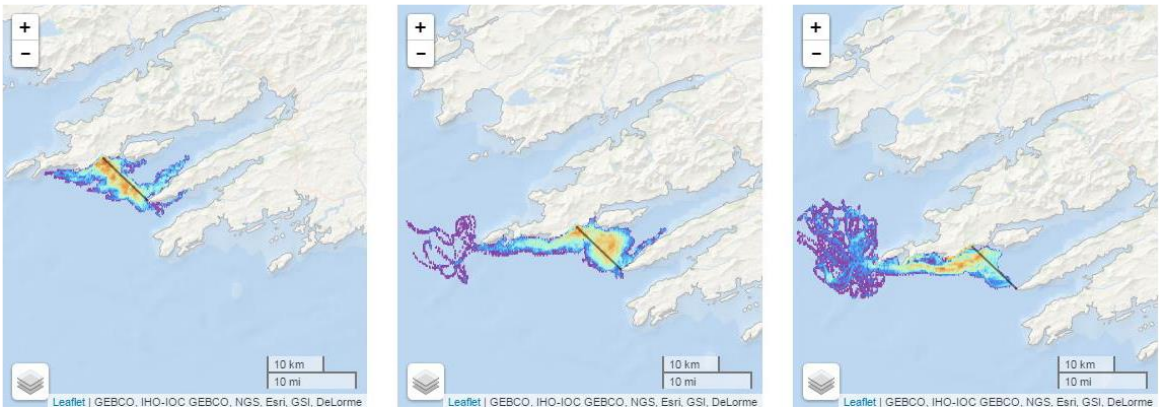 +
−
10 km
10 mi
Leaflet | GEBCO, IHO-IOC GEBCO, NGS, Esri, GSI, DeLorme
+
−
10 km
10 mi
Leaflet | GEBCO, IHO-IOC GEBCO, NGS, Esri, GSI, DeLorme
+
−
10 km
10 mi
Leaflet | GEBCO, IHO-IOC GEBCO, NGS, Esri, GSI, DeLorme